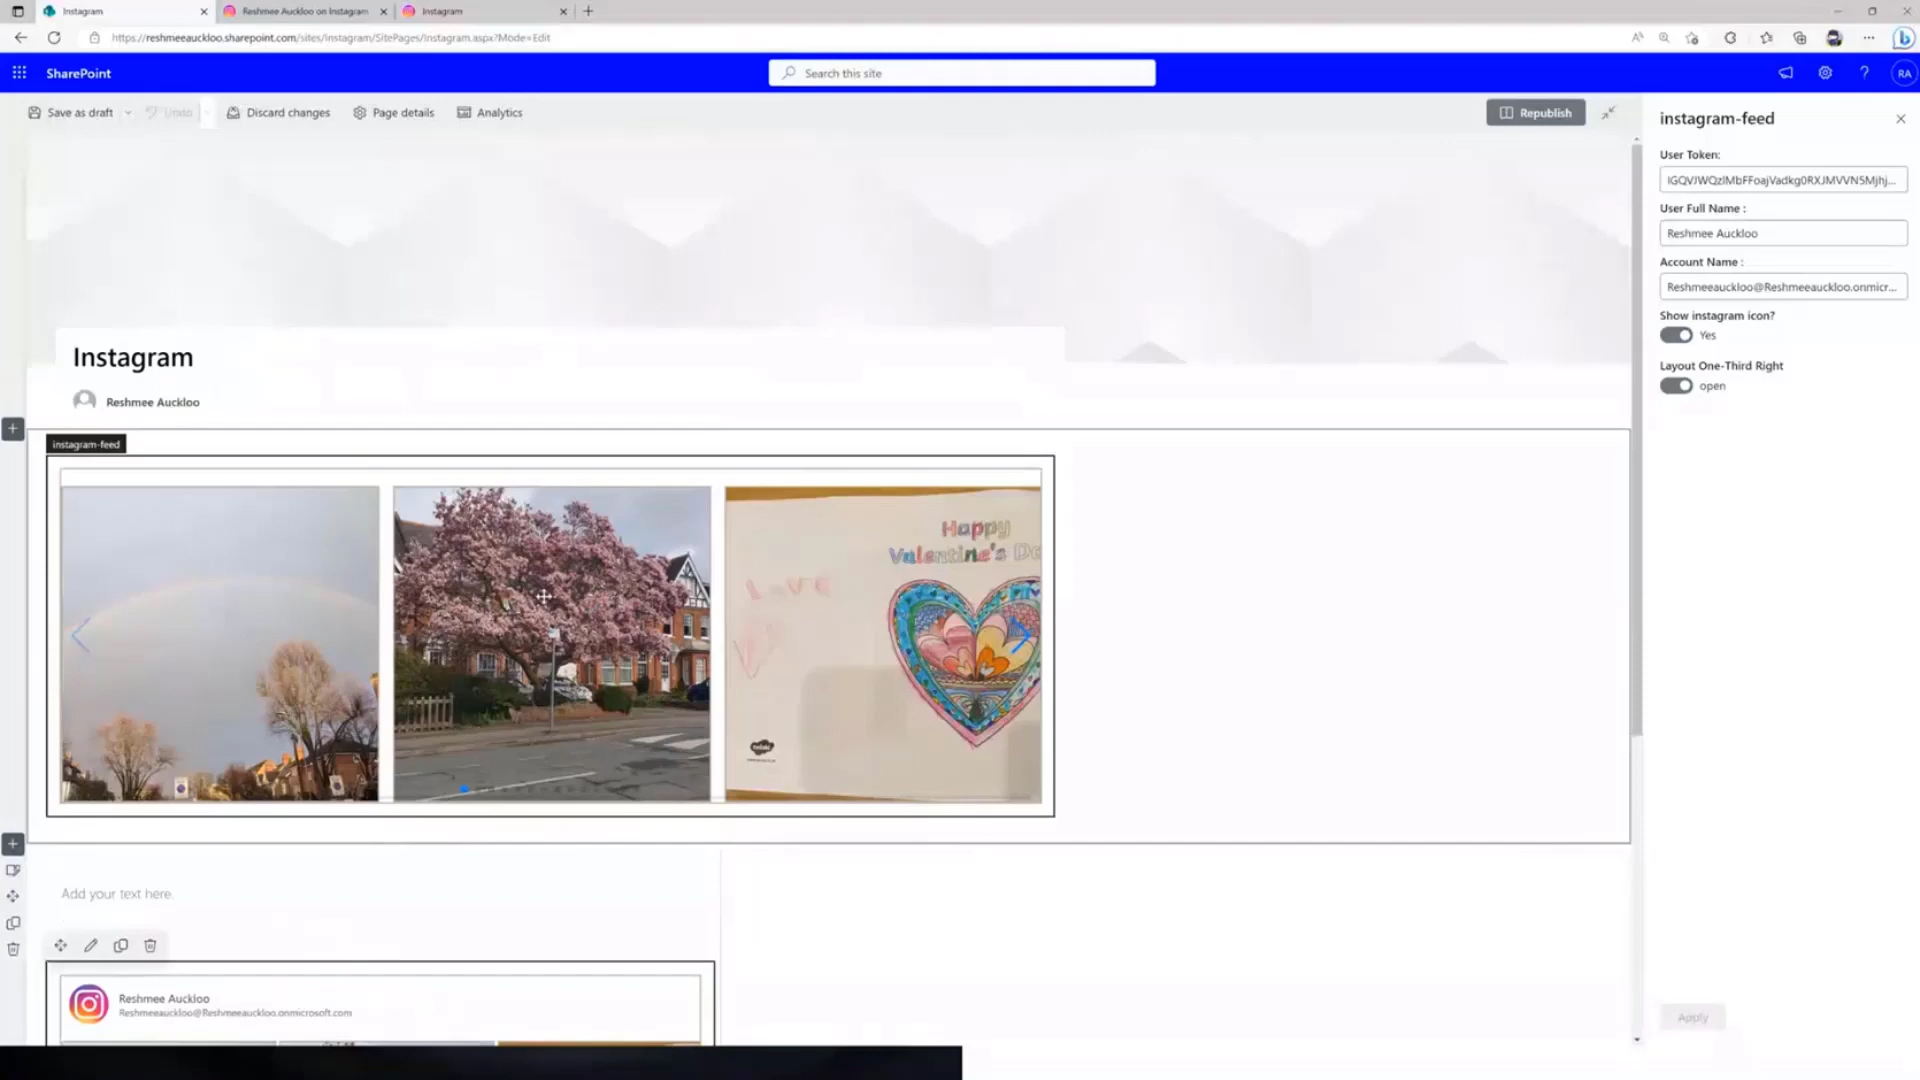 Instagram
Reshmee Auckloo on Instagram
Instagram
https://reshmeeauckloo.sharepoint.com/sites/Instagram/SitePages/Instagram.aspx?Mode=Edit
SharePoint
Search this site
RA
Save as draft
Undo
Discard changes
Page details
Analytics
Republish
instagram-feed
User Token:
User Full Name :
Reshmee Auckloo
Account Name :
Reshmeeauckloo@Reshmeeauckloo.onmicr...
Show instagram icon?
Yes
Layout One-Third Right
open
Instagram
Reshmee Auckloo
instagram-feed
Happy
Valentine's Da
Love
Add your text here.
Reshmee Auckloo
Reshmeeauckloo@Reshmeeauckloo.onmicrosoft.com
Apply